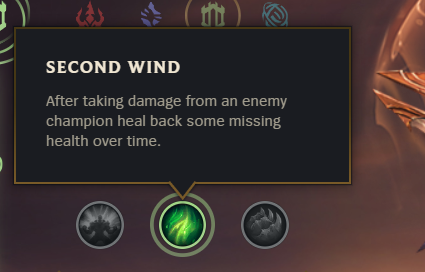 SECOND WIND
After taking damage from an enemy
champion heal back some missing
health over time.